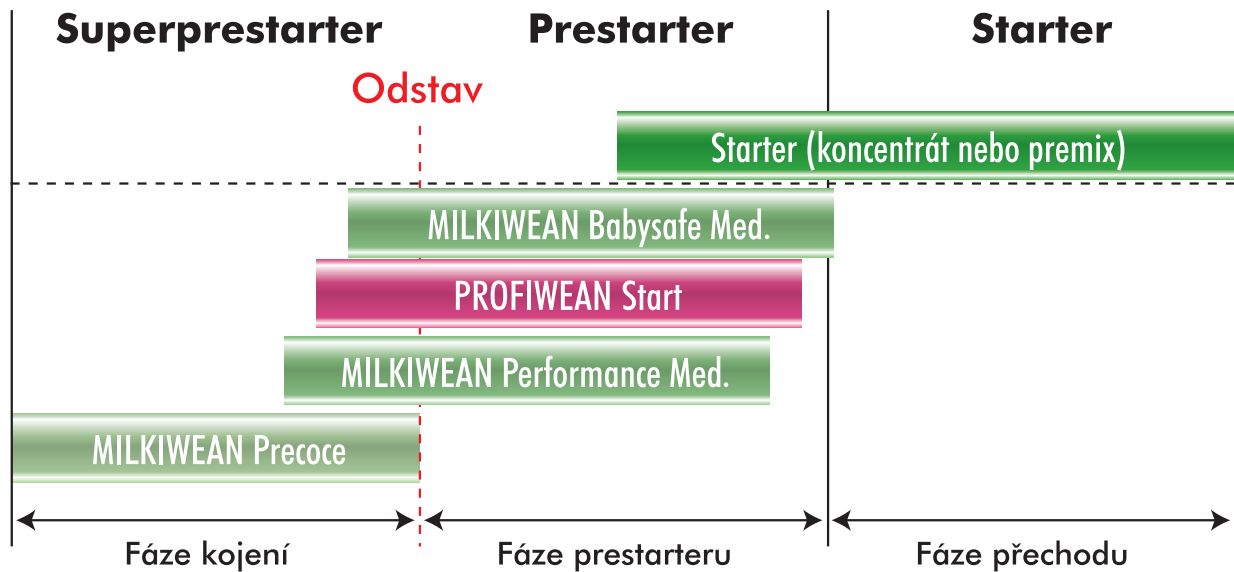 Superprestarter
Prestarter
Starter
Odstav
Starter (koncentrát nebo premix)
MILKIWEAN Babysafe Med.
PROFIWEAN Start
MILKIWEAN Performance Med.
MILKIWEAN Precoce
Fáze kojení
Fáze prestarteru
Fáze přechodu